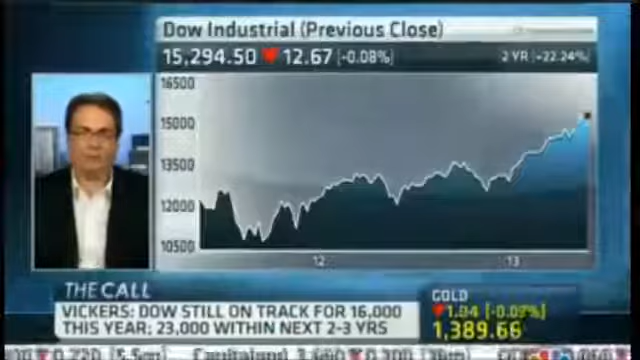 Dow Industrial (Previous Close)
15,294.50 ▼ 12.67 [-0.08%] 2 YR [+22.24%]
16500
15000
13500
12000
10500
12 13
THE CALL
VICKERS: DOW STILL ON TRACK FOR 16,000
THIS YEAR; 23,000 WITHIN NEXT 2-3 YRS
GOLD
▼1.84 [-0.09%]
1,389.66